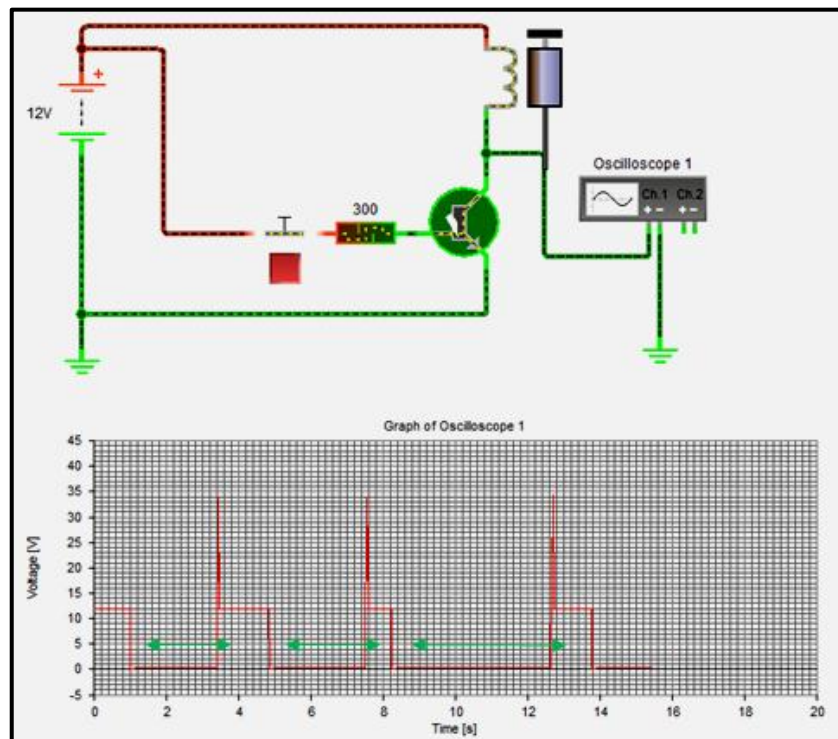 +
12V
300
Oscilloscope 1
Ch.1 Ch.2
+ - + -
Graph of Oscilloscope 1
Voltage [V]
45
40
35
30
25
20
15
10
5
0
-5
0 2 4 6 8 10 12 14 16 18 20
Time [s]